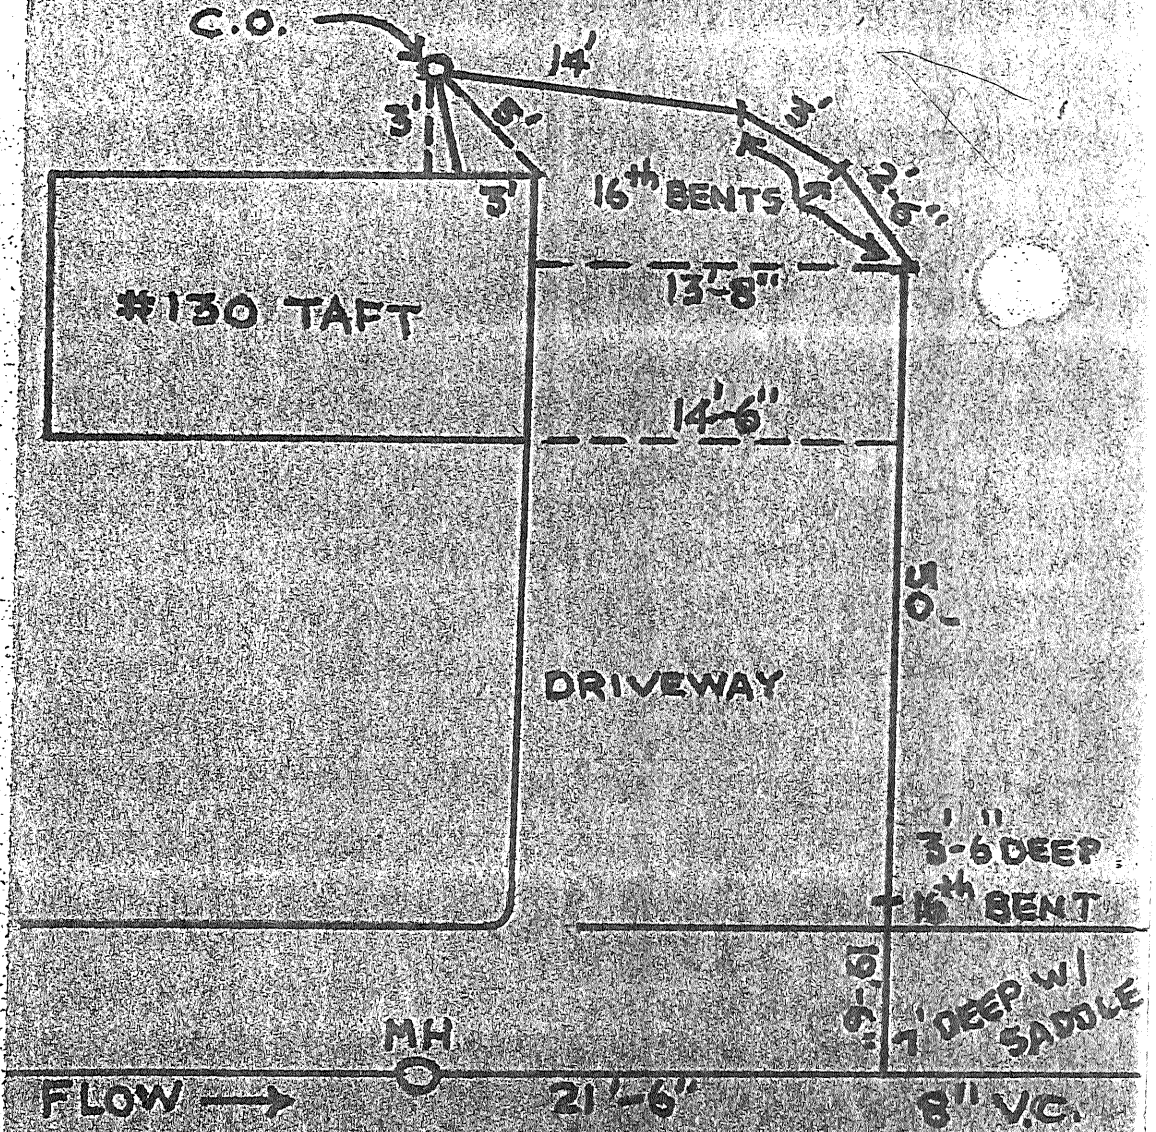 C.O.
14'
3'
3'
5'
2'
6"
16th BENTS
3'
13'-8"
#130 TAFT
14'-6"
50'
DRIVEWAY
3'-6" DEEP
16th BENT
7' DEEP W/
SADDLE
MH
FLOW
21'-6"
8" V.C.